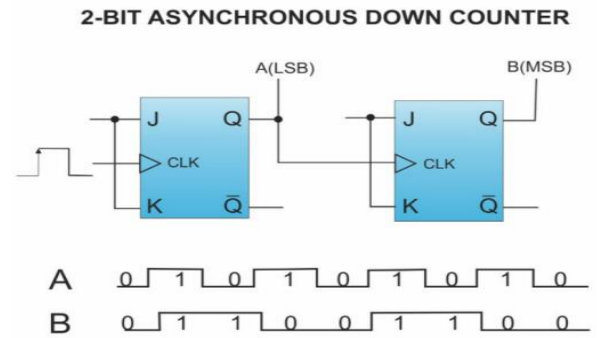 2-BIT ASYNCHRONOUS DOWN COUNTER
A(LSB) B(MSB)
J Q J Q
CLK CLK
K Q̅ K Q̅
A 0 1 0 1 0 1 0 1 0
B 0 1 1 0 0 1 1 0 0